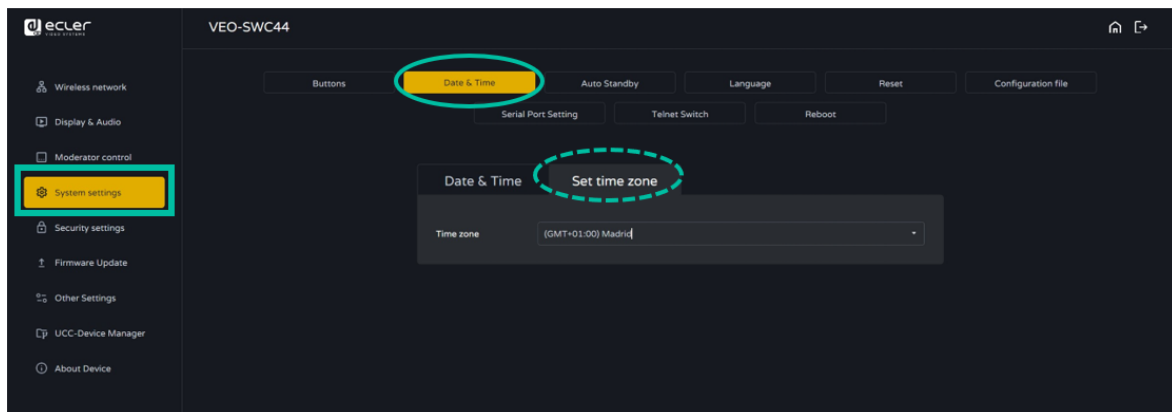 ecler
VIDEO SYSTEMS
VEO-SWC44
Wireless network
Display & Audio
Moderator control
System settings
Security settings
Firmware Update
Other Settings
UCC-Device Manager
About Device
Buttons
Date & Time
Auto Standby
Language
Reset
Configuration file
Serial Port Setting
Telnet Switch
Reboot
Date & Time
Set time zone
Time zone
(GMT+01:00) Madrid